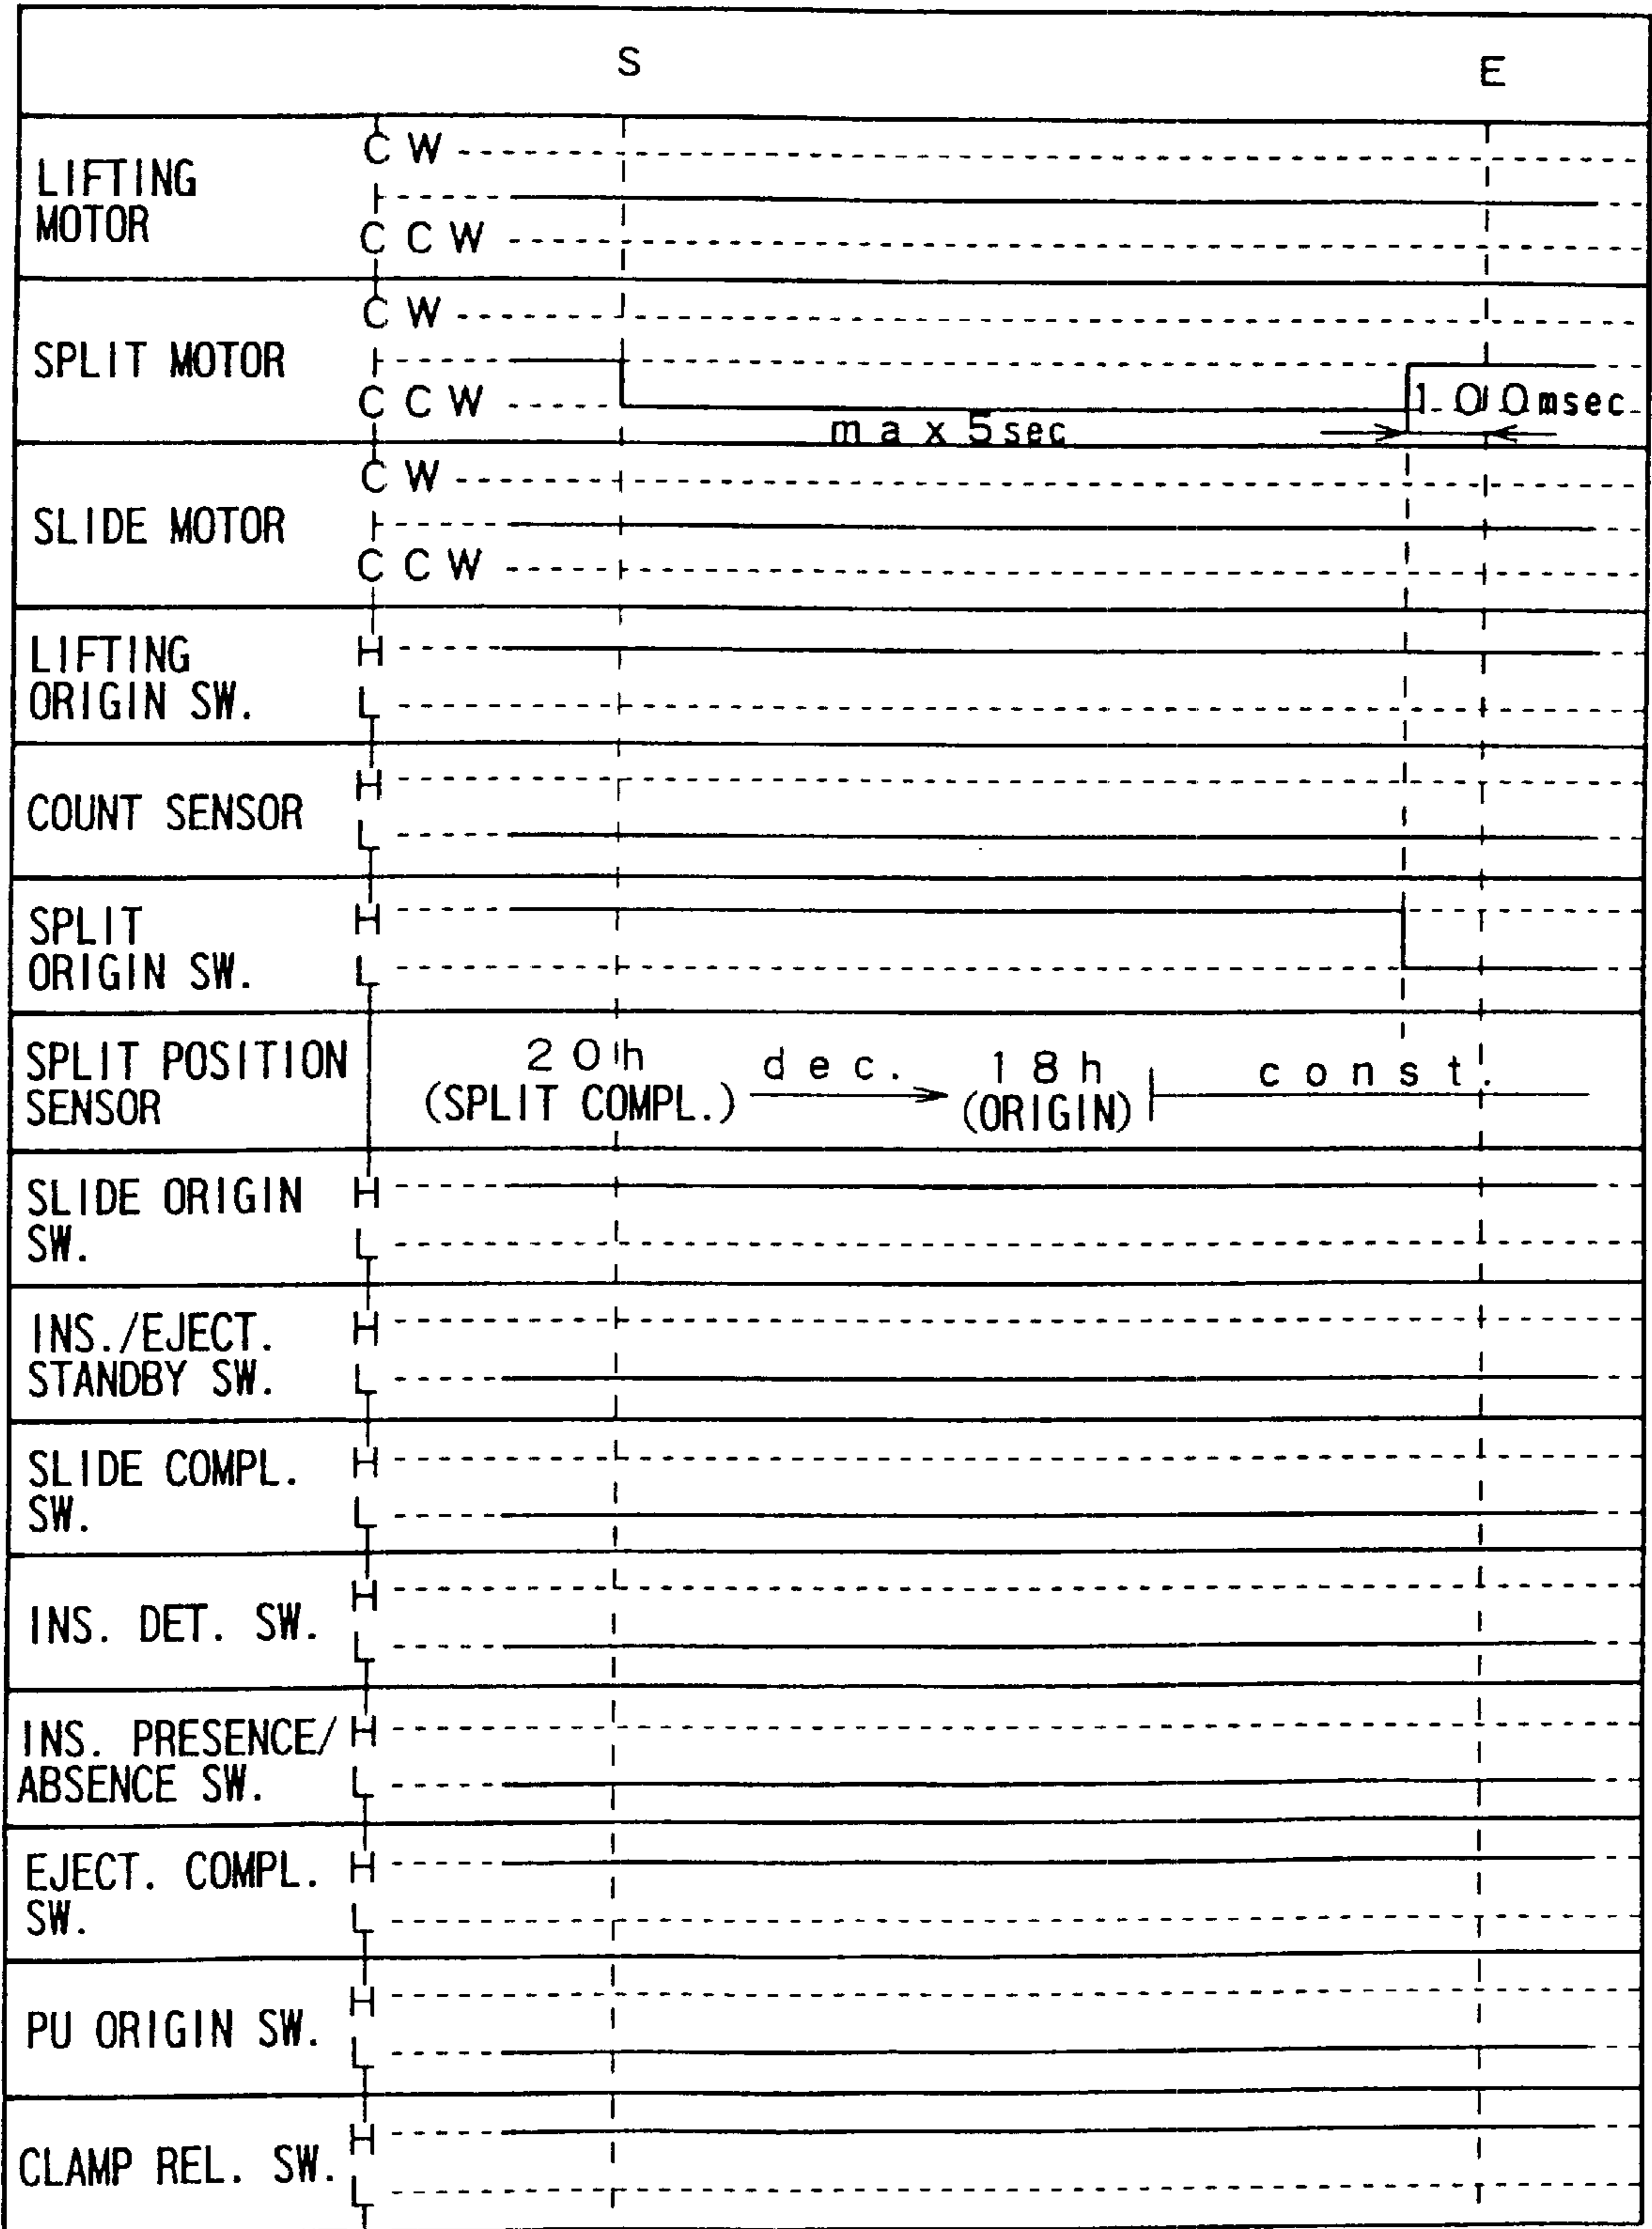 S E
LIFTING
MOTOR
CW
CCW
SPLIT MOTOR
CW
CCW
max 5sec
100msec
SLIDE MOTOR
CW
CCW
LIFTING
ORIGIN SW.
H
L
COUNT SENSOR
H
L
SPLIT
ORIGIN SW.
H
L
SPLIT POSITION
SENSOR
20h
(SPLIT COMPL.)
dec.
18h
(ORIGIN)
const.
SLIDE ORIGIN
SW.
H
L
INS./EJECT.
STANDBY SW.
H
L
SLIDE COMPL.
SW.
H
L
INS. DET. SW.
H
L
INS. PRESENCE/
ABSENCE SW.
H
L
EJECT. COMPL.
SW.
H
L
PU ORIGIN SW.
H
L
CLAMP REL. SW.
H
L